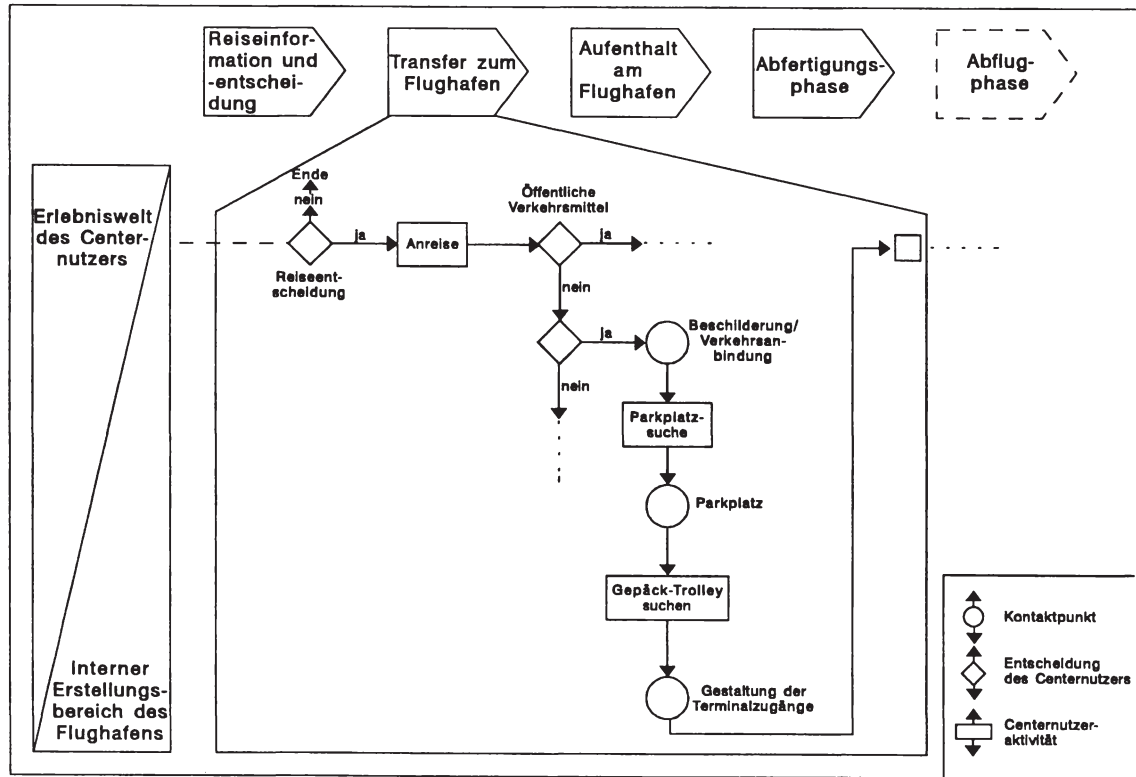 Reiseinfor-
mation und
-entschei-
dung
Transfer zum
Flughafen
Aufenthalt
am
Flughafen
Abfertigungs-
phase
Abflug-
phase
Erlebniswelt
des Center-
nutzers
Ende
nein
ja
Reiseent-
scheidung
Anreise
Öffentliche
Verkehrsmittel
ja
nein
ja
nein
Beschilderung/
Verkehrsan-
bindung
Parkplatz-
suche
Parkplatz
Gepäck-Trolley
suchen
Gestaltung der
Terminalzugänge
Interner
Erstellungs-
bereich des
Flughafens
Kontaktpunkt
Entscheidung
des Centernutzers
Centernutzer-
aktivität